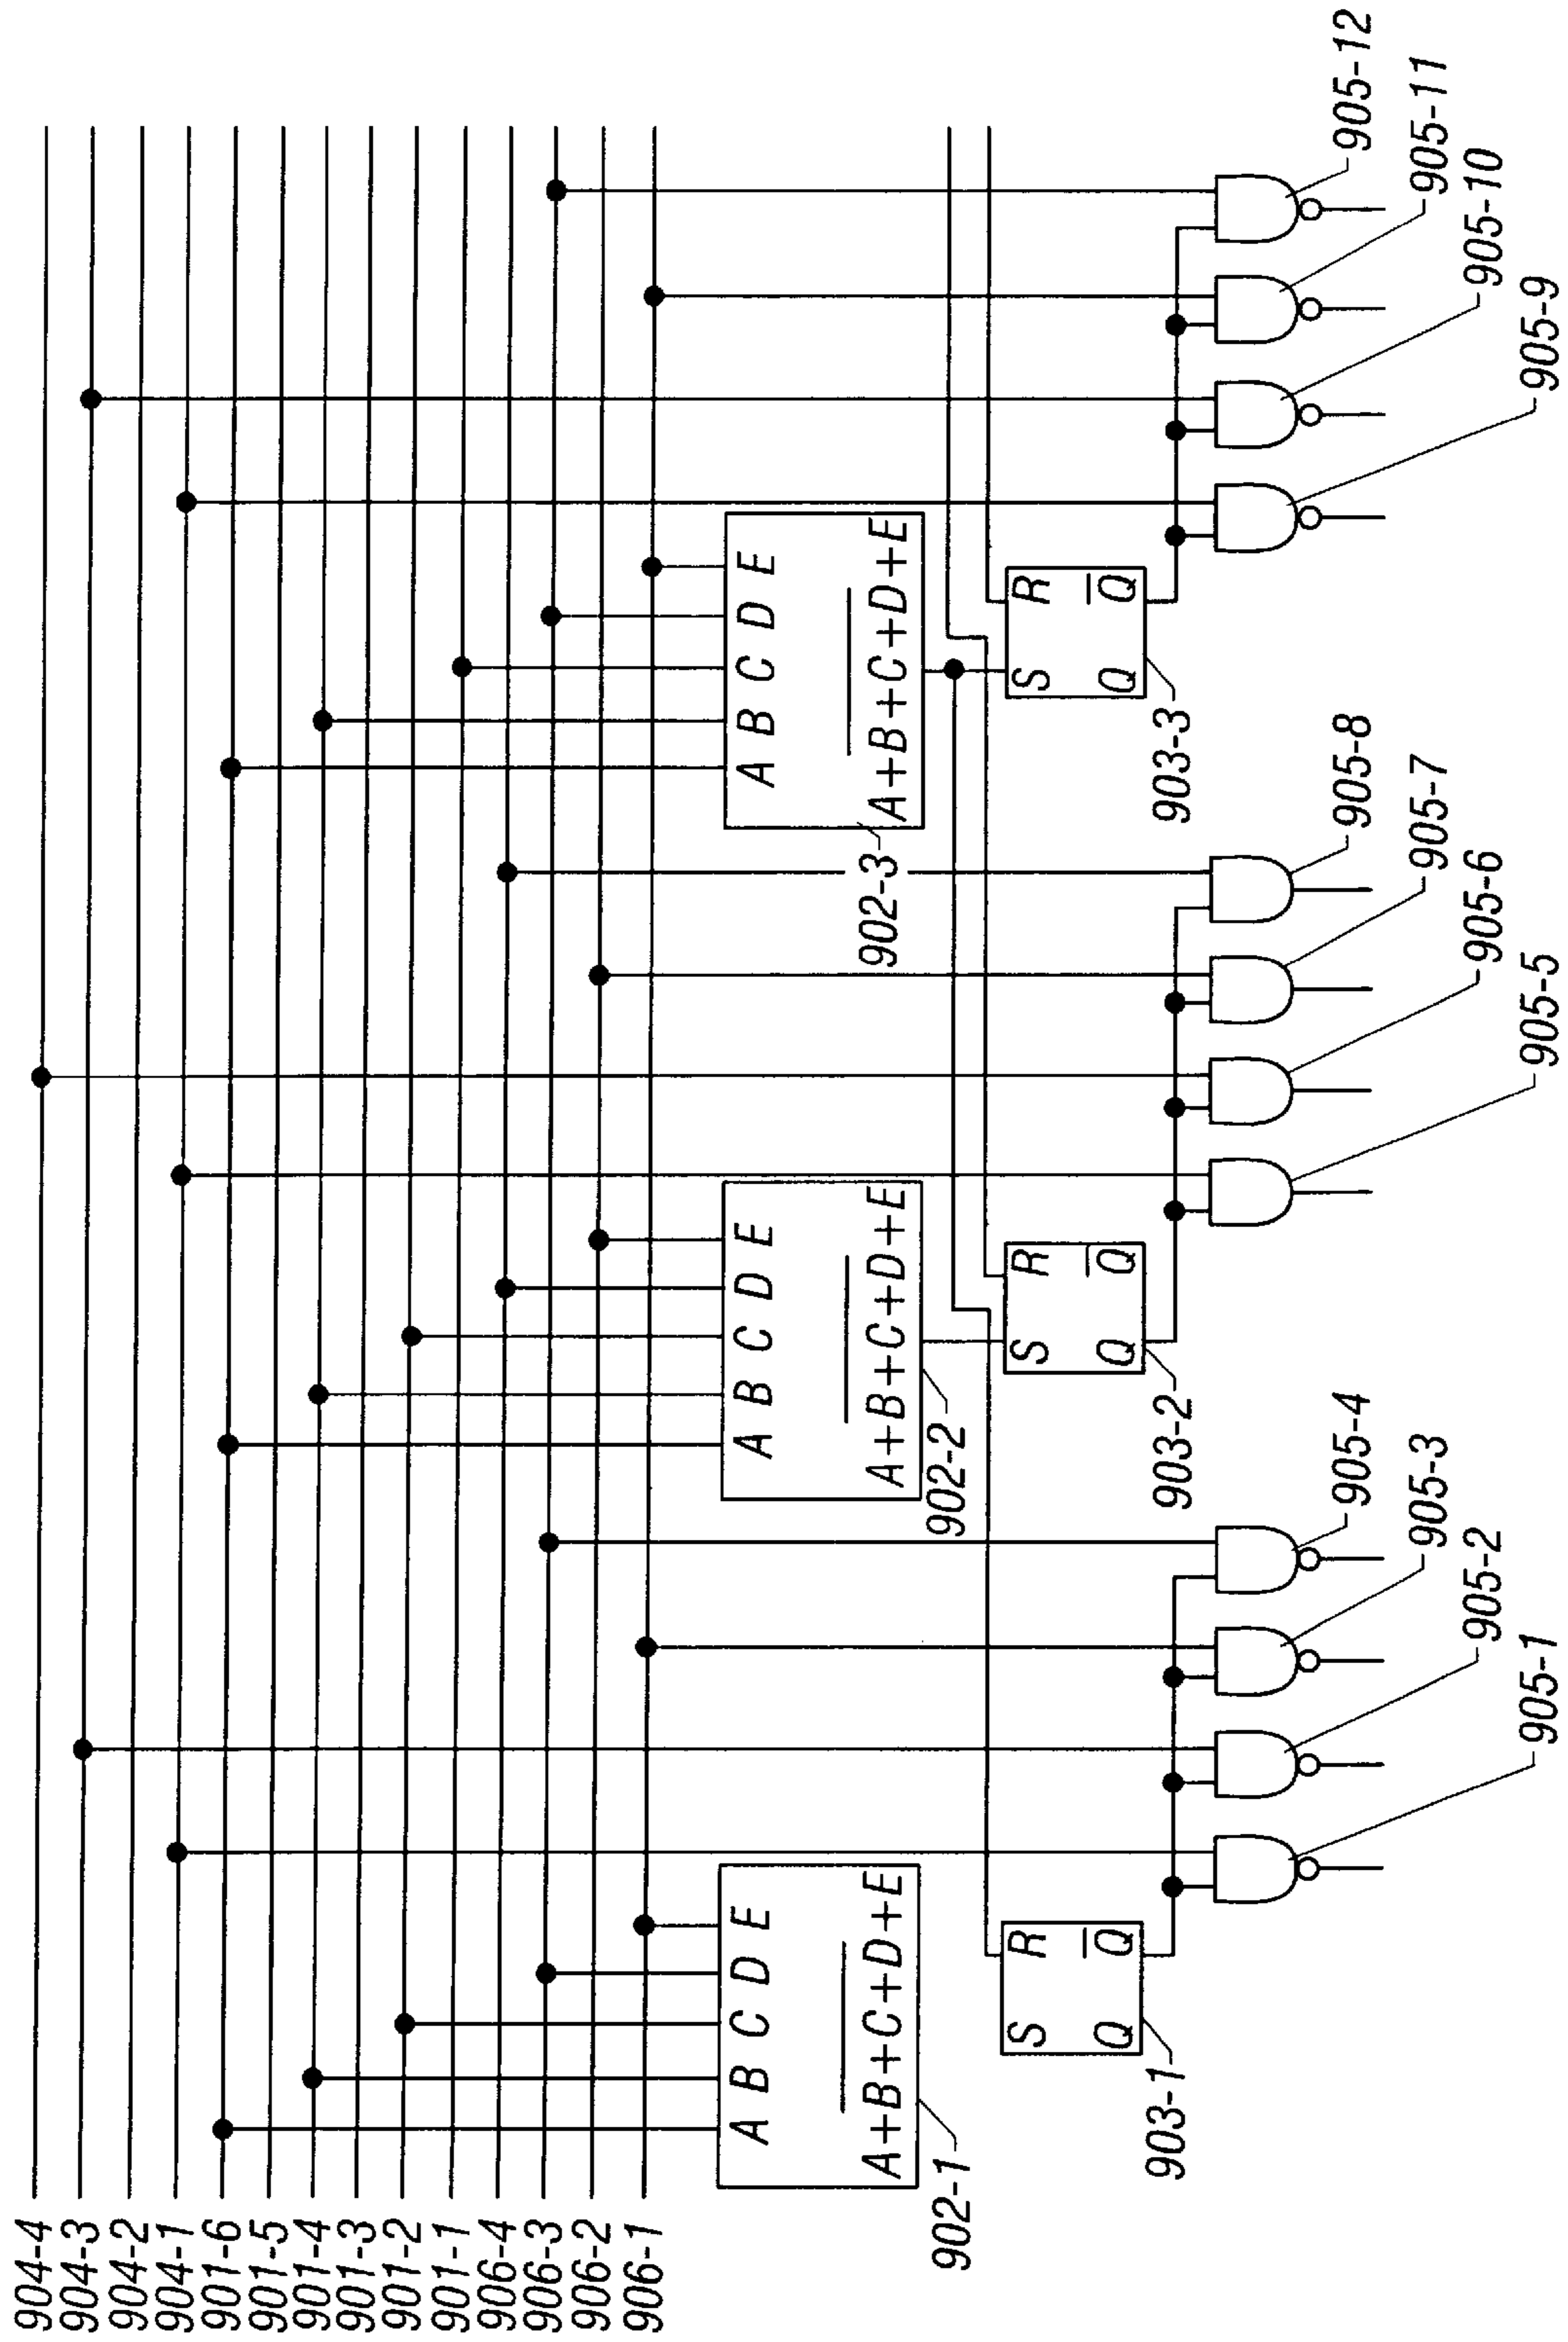 904-4
904-3
904-2
904-1
901-6
901-5
901-4
901-3
901-2
901-1
906-4
906-3
906-2
906-1
A B C D E
A+B+C+D+E
902-1
A B C D E
A+B+C+D+E
902-2
A B C D E
A+B+C+D+E
902-3
S R
Q Q
903-1
S R
Q Q
903-2
S R
Q Q
903-3
905-4
905-3
905-2
905-1
905-8
905-7
905-6
905-5
905-12
905-11
905-10
905-9